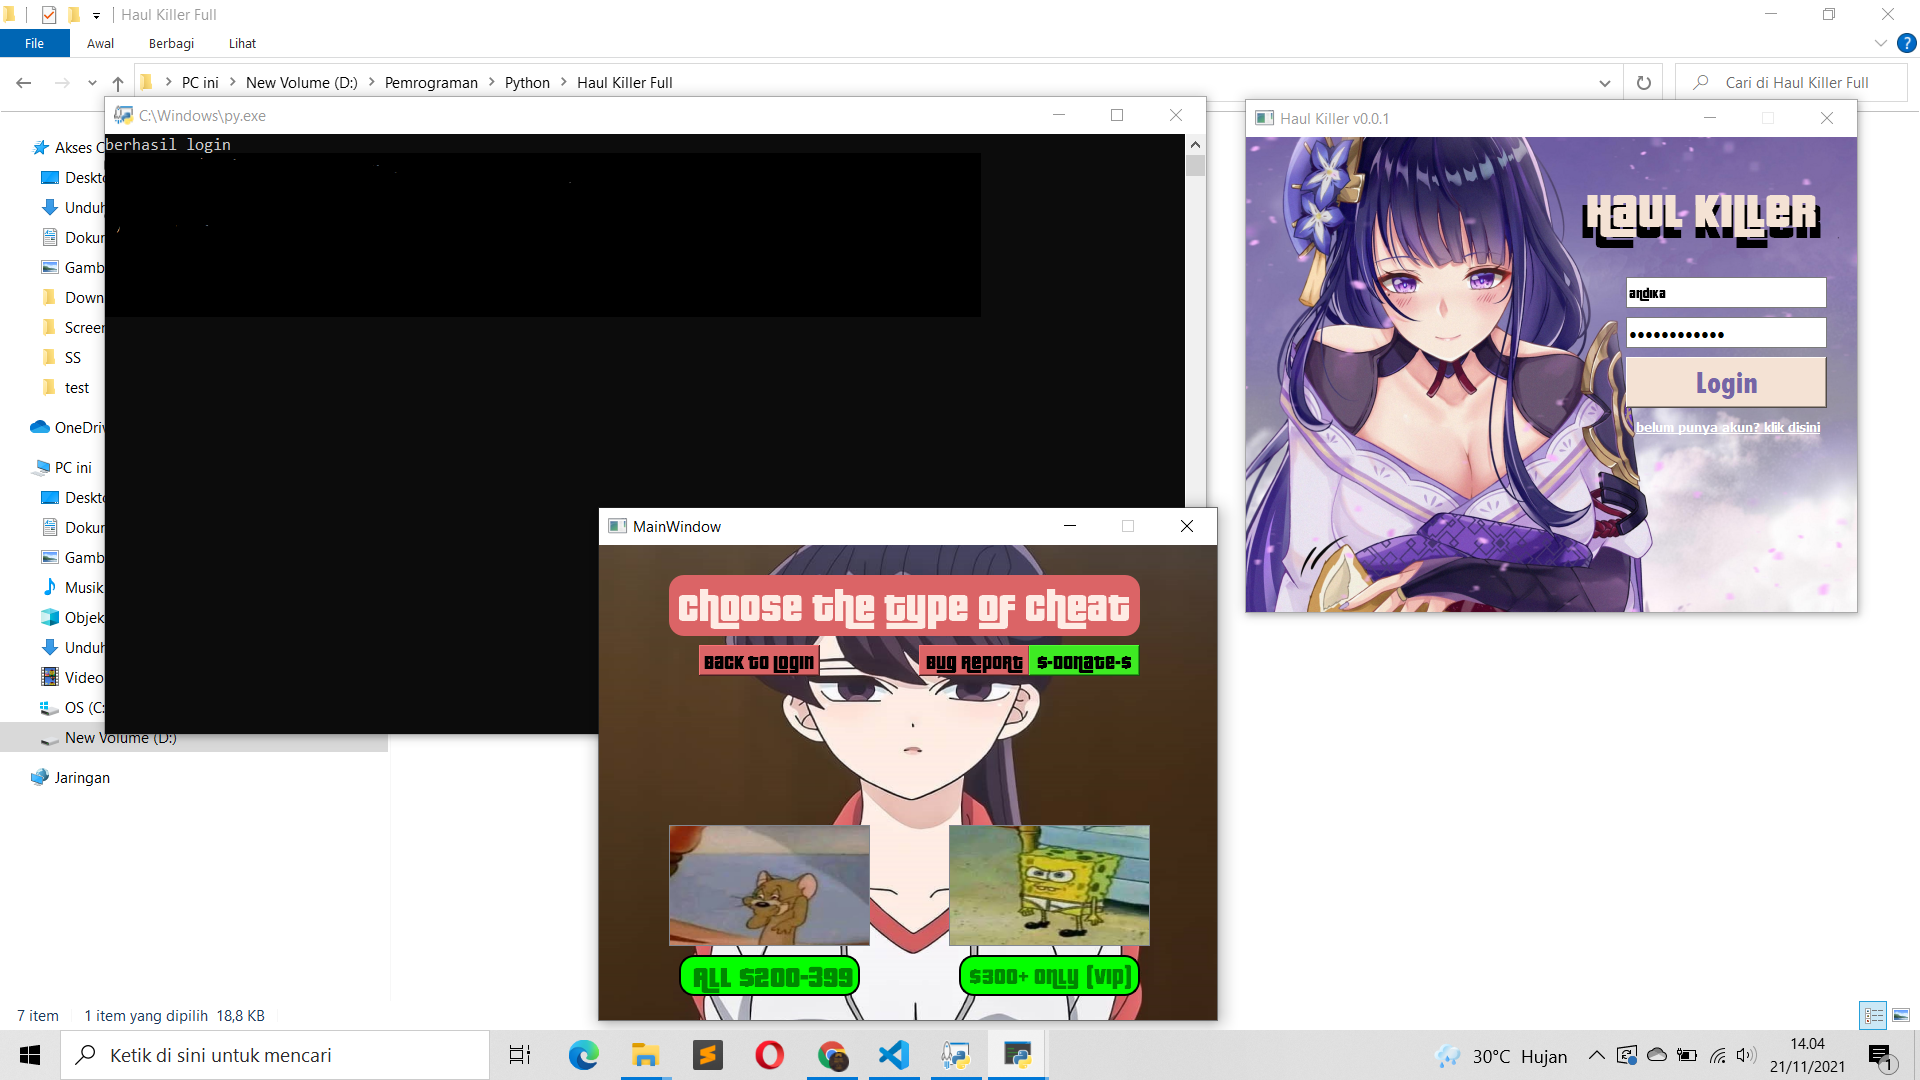 Haul Killer Full
File
Awal
Berbagi
Lihat
PC ini
New Volume (D:)
Pemrograman
Python
Haul Killer Full
Cari di Haul Killer Full
Akses C
Deskto
Unduh
Dokur
Gamb
Down
Screer
SS
test
OneDriv
PC ini
Deskto
Dokur
Gamb
Musik
Objek
Unduh
Video
OS (C:
New Volume (D:)
Jaringan
C:\Windows\py.exe
berhasil login
Haul Killer v0.0.1
HAUL KILLER
andika
Login
belum punya akun? klik disini
MainWindow
Choose the type of cheat
Back to Login
Bug Report
$-Donate-$
ALL $200-399
$300+ only [VIP]
7 item
1 item yang dipilih 18,8 KB
Ketik di sini untuk mencari
30°C Hujan
14.04
21/11/2021
1